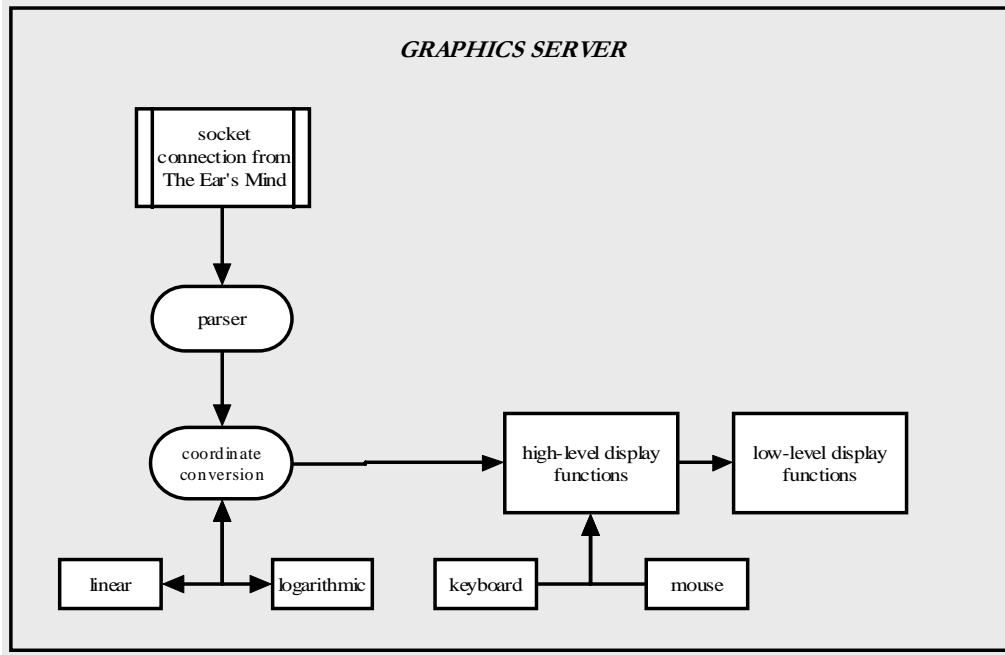 GRAPHICS SERVER
socket
connection from
The Ear's Mind
parser
coordinate
conversion
high-level display
functions
low-level display
functions
linear
logarithmic
keyboard
mouse